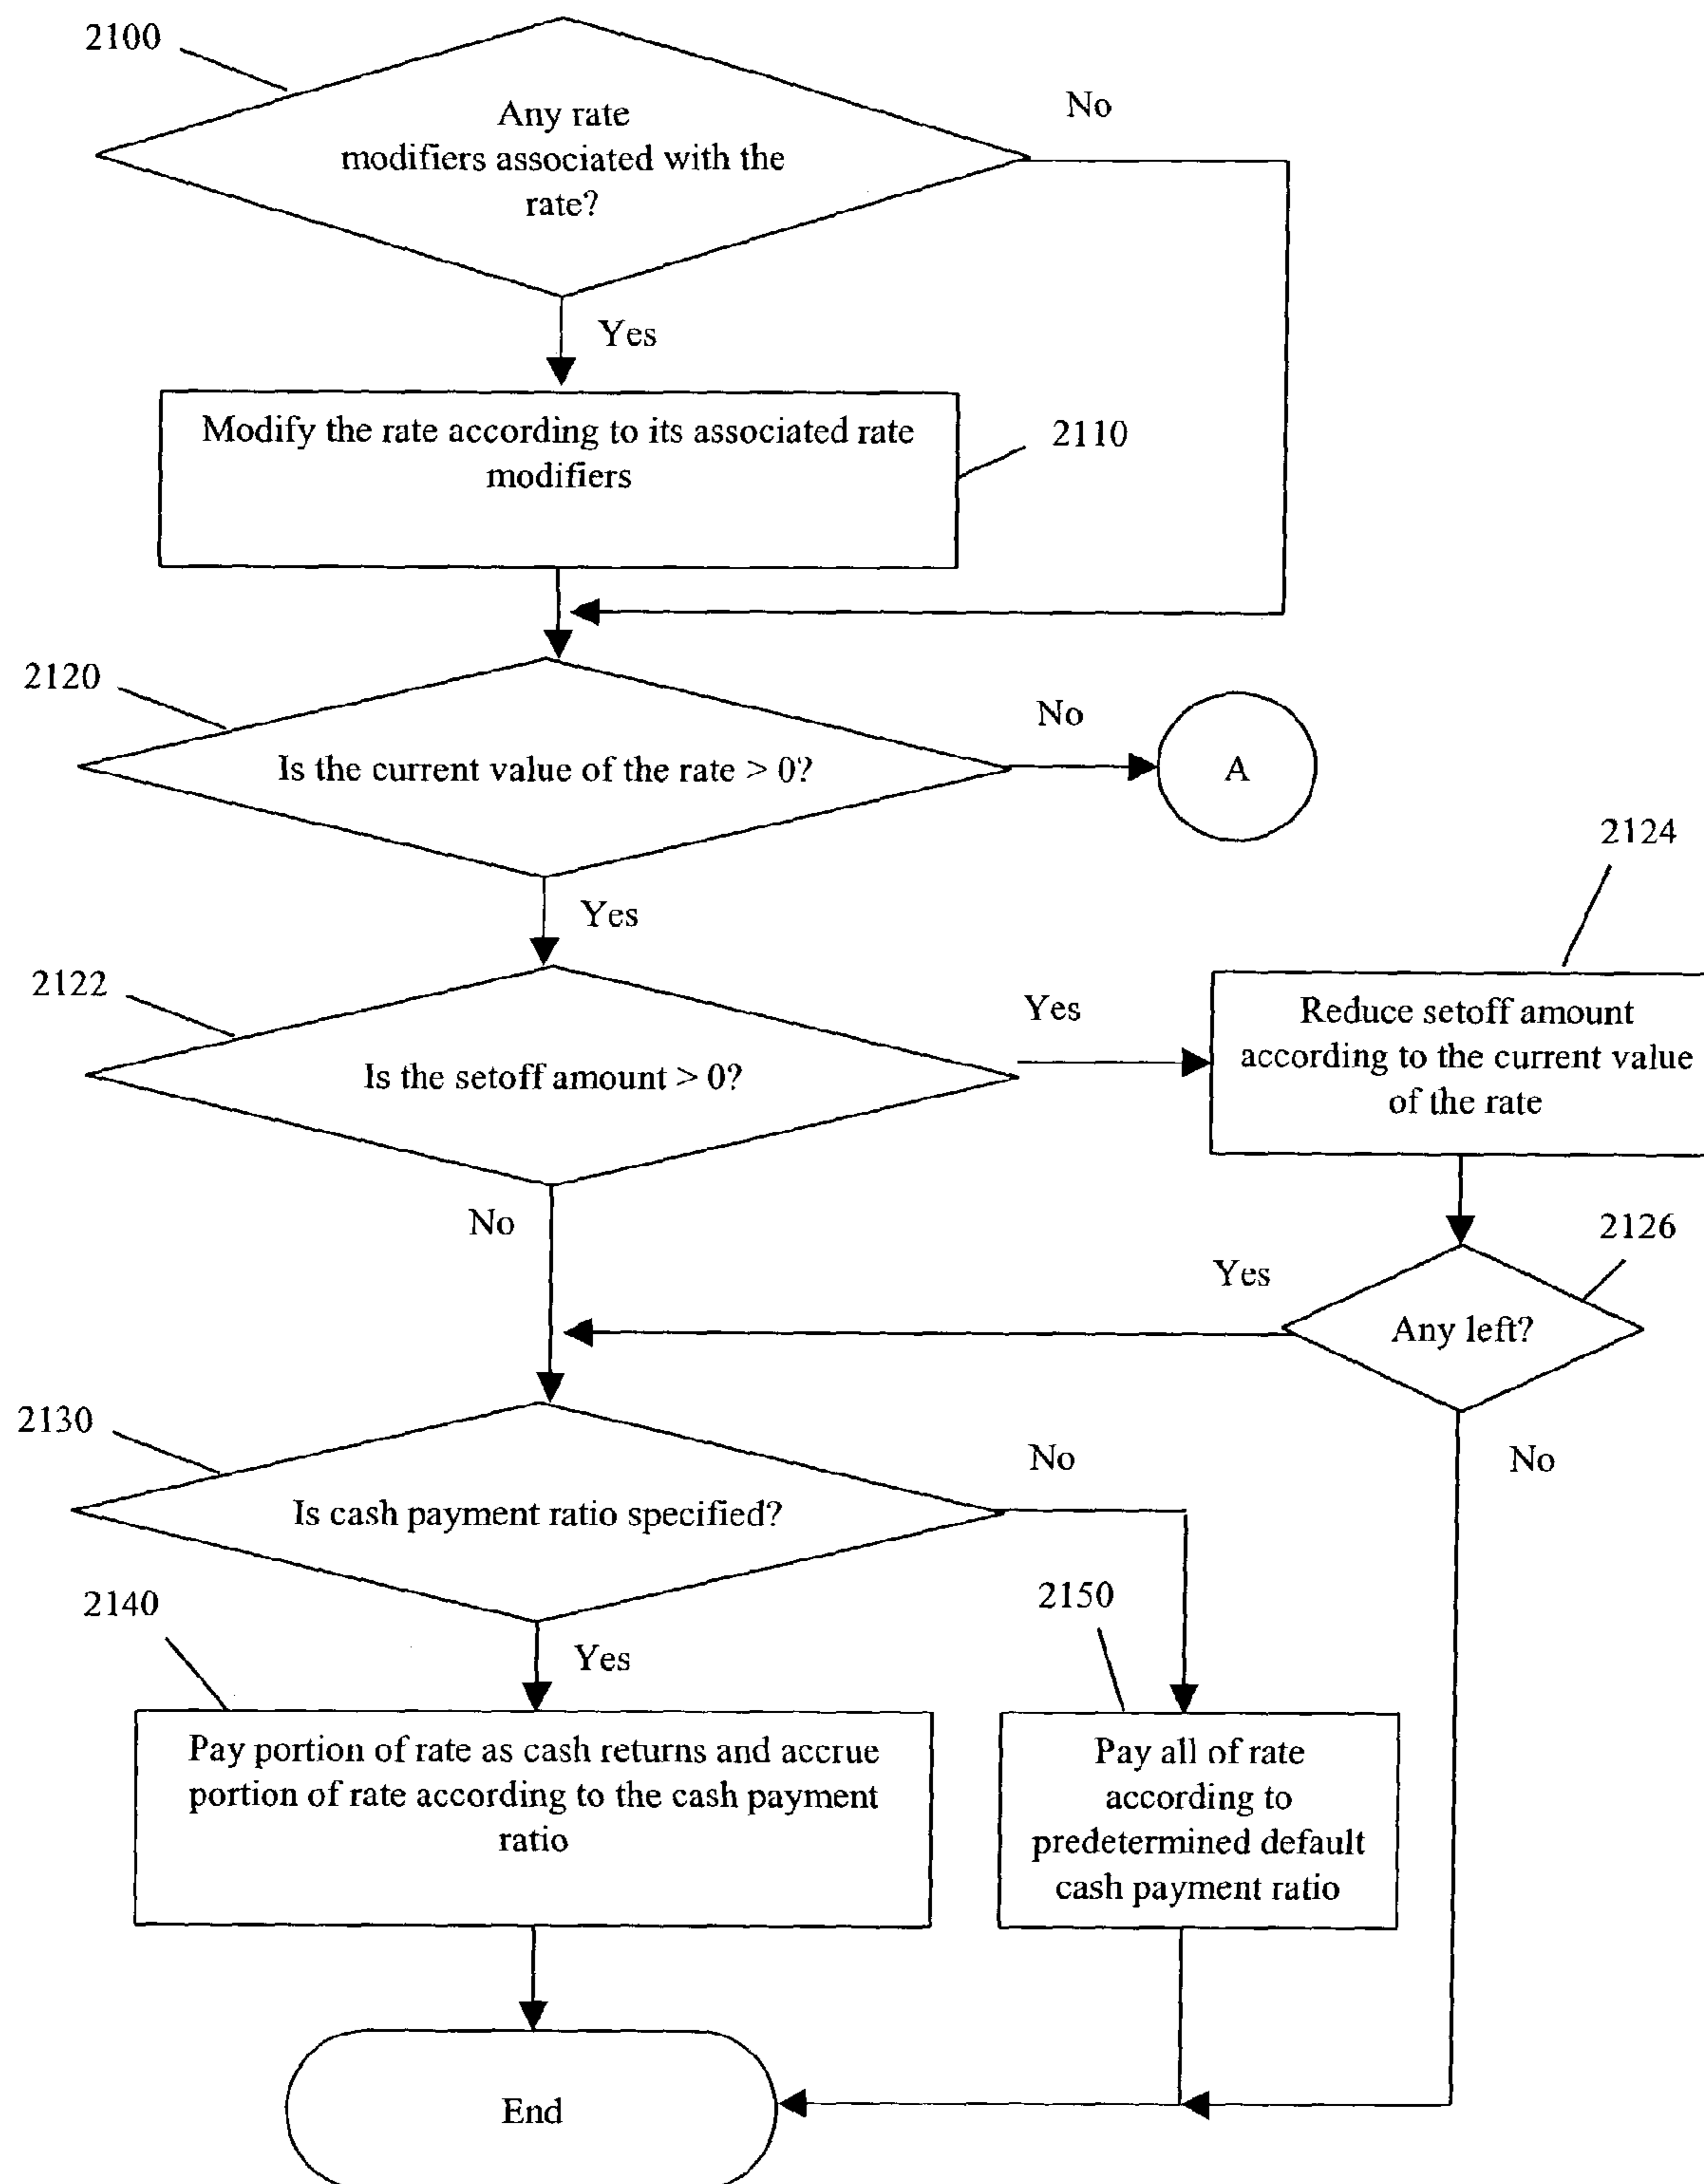 2100
Any rate
modifiers associated with the
rate?
No
Yes
Modify the rate according to its associated rate
modifiers
2110
2120
Is the current value of the rate > 0?
No
A
Yes
2124
2122
Is the setoff amount > 0?
Yes
Reduce setoff amount
according to the current value
of the rate
No
2126
Yes
Any left?
2130
Is cash payment ratio specified?
No
No
2140
2150
Yes
Pay portion of rate as cash returns and accrue
portion of rate according to the cash payment
ratio
Pay all of rate
according to
predetermined default
cash payment ratio
End